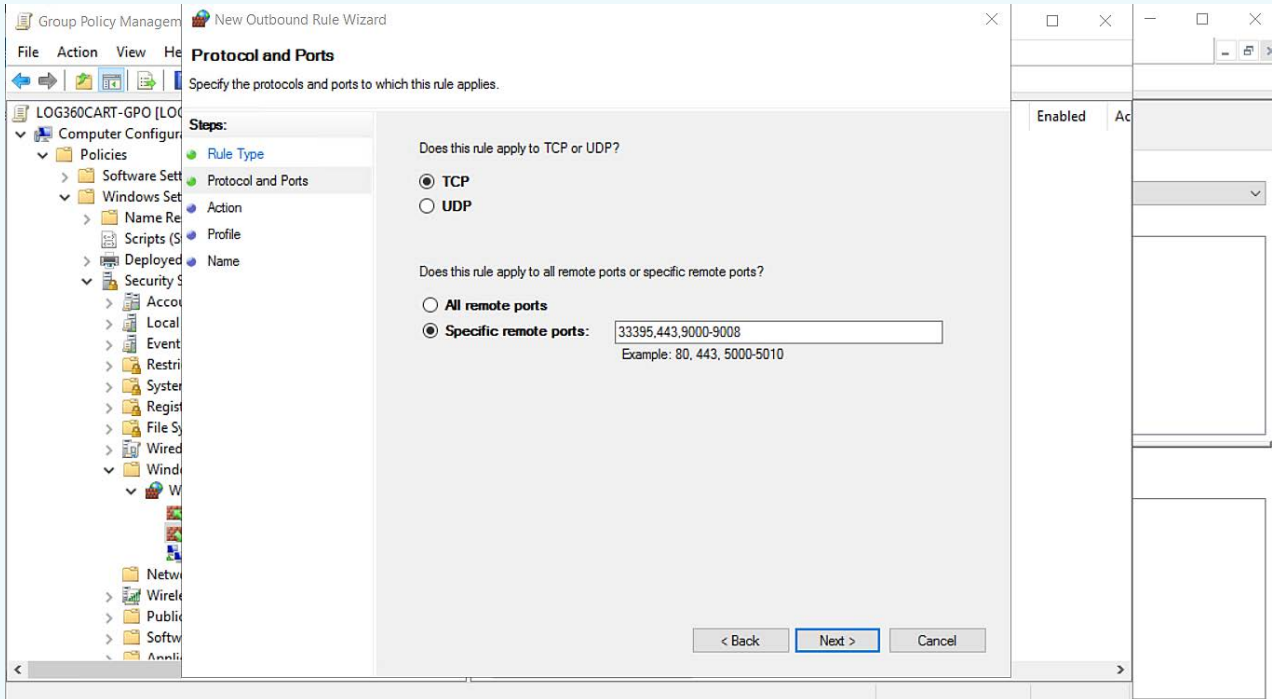 Group Policy Managem
New Outbound Rule Wizard
File Action View He
Protocol and Ports
Specify the protocols and ports to which this rule applies.
LOG360CART-GPO [LOG
Computer Configura
Policies
Software Sett
Windows Set
Name Re
Scripts (S
Deployed
Security S
Accou
Local
Event
Restri
System
Regist
File Sy
Wired
Windo
W
Netwo
Wirele
Public
Softw
Applic
Steps:
Rule Type
Protocol and Ports
Action
Profile
Name
Does this rule apply to TCP or UDP?
TCP
UDP
Does this rule apply to all remote ports or specific remote ports?
All remote ports
Specific remote ports: 33395,443,9000-9008
Example: 80, 443, 5000-5010
< Back Next > Cancel
Enabled Ac